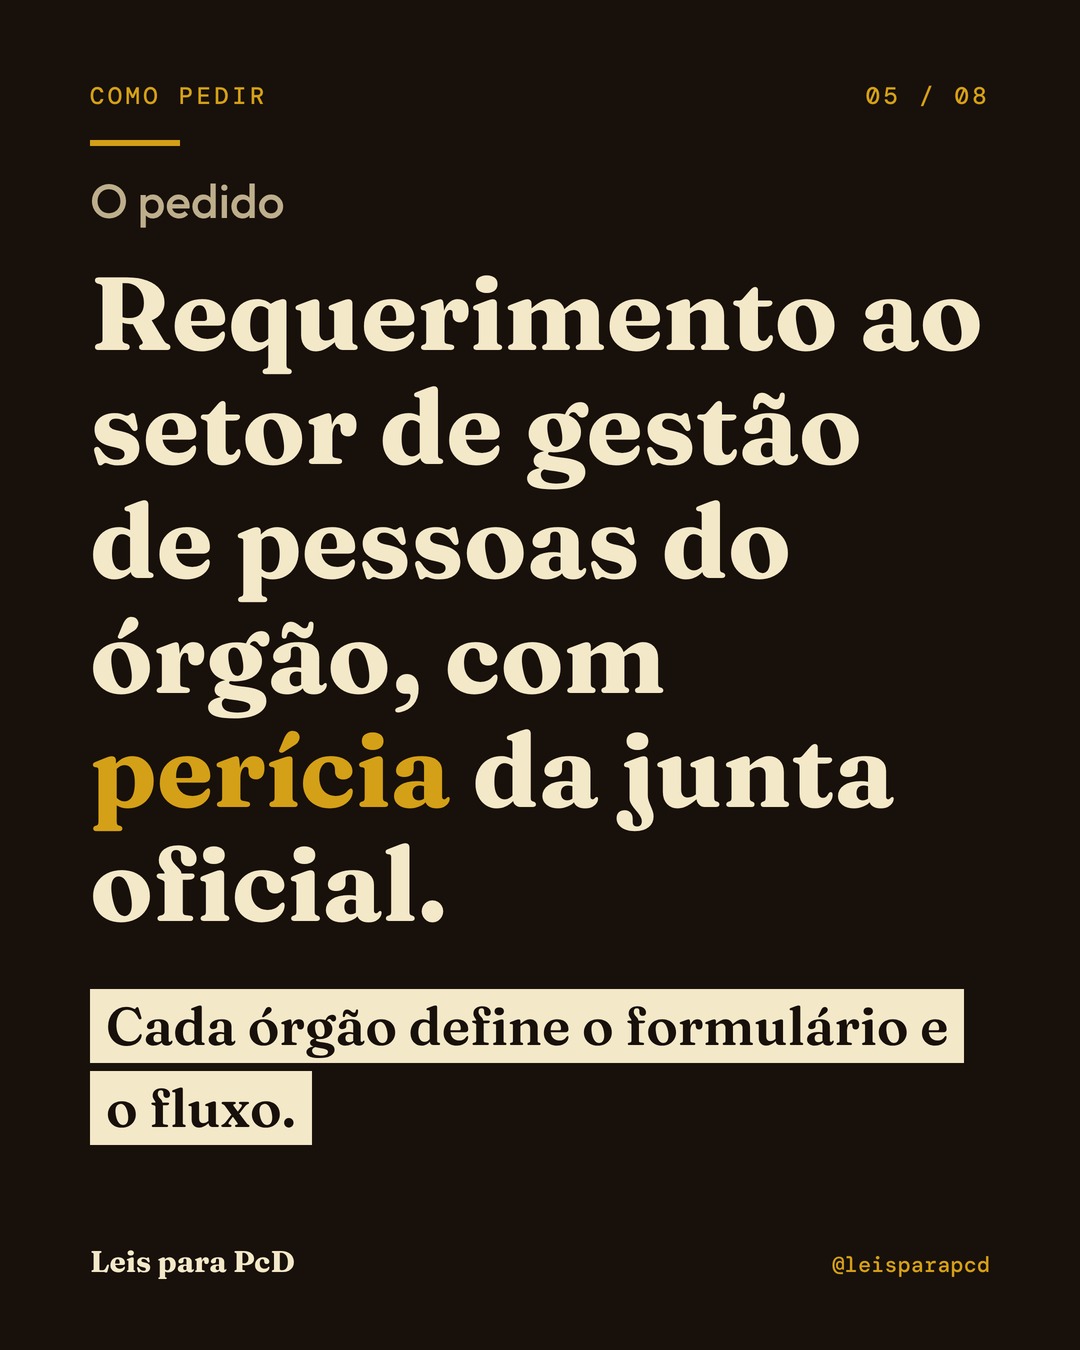 COMO PEDIR
05 / 08
O pedido
Requerimento ao
setor de gestão
de pessoas do
órgão, com
perícia da junta
oficial.
Cada órgão define o formulário e
o fluxo.
Leis para PcD
@leisparapcd